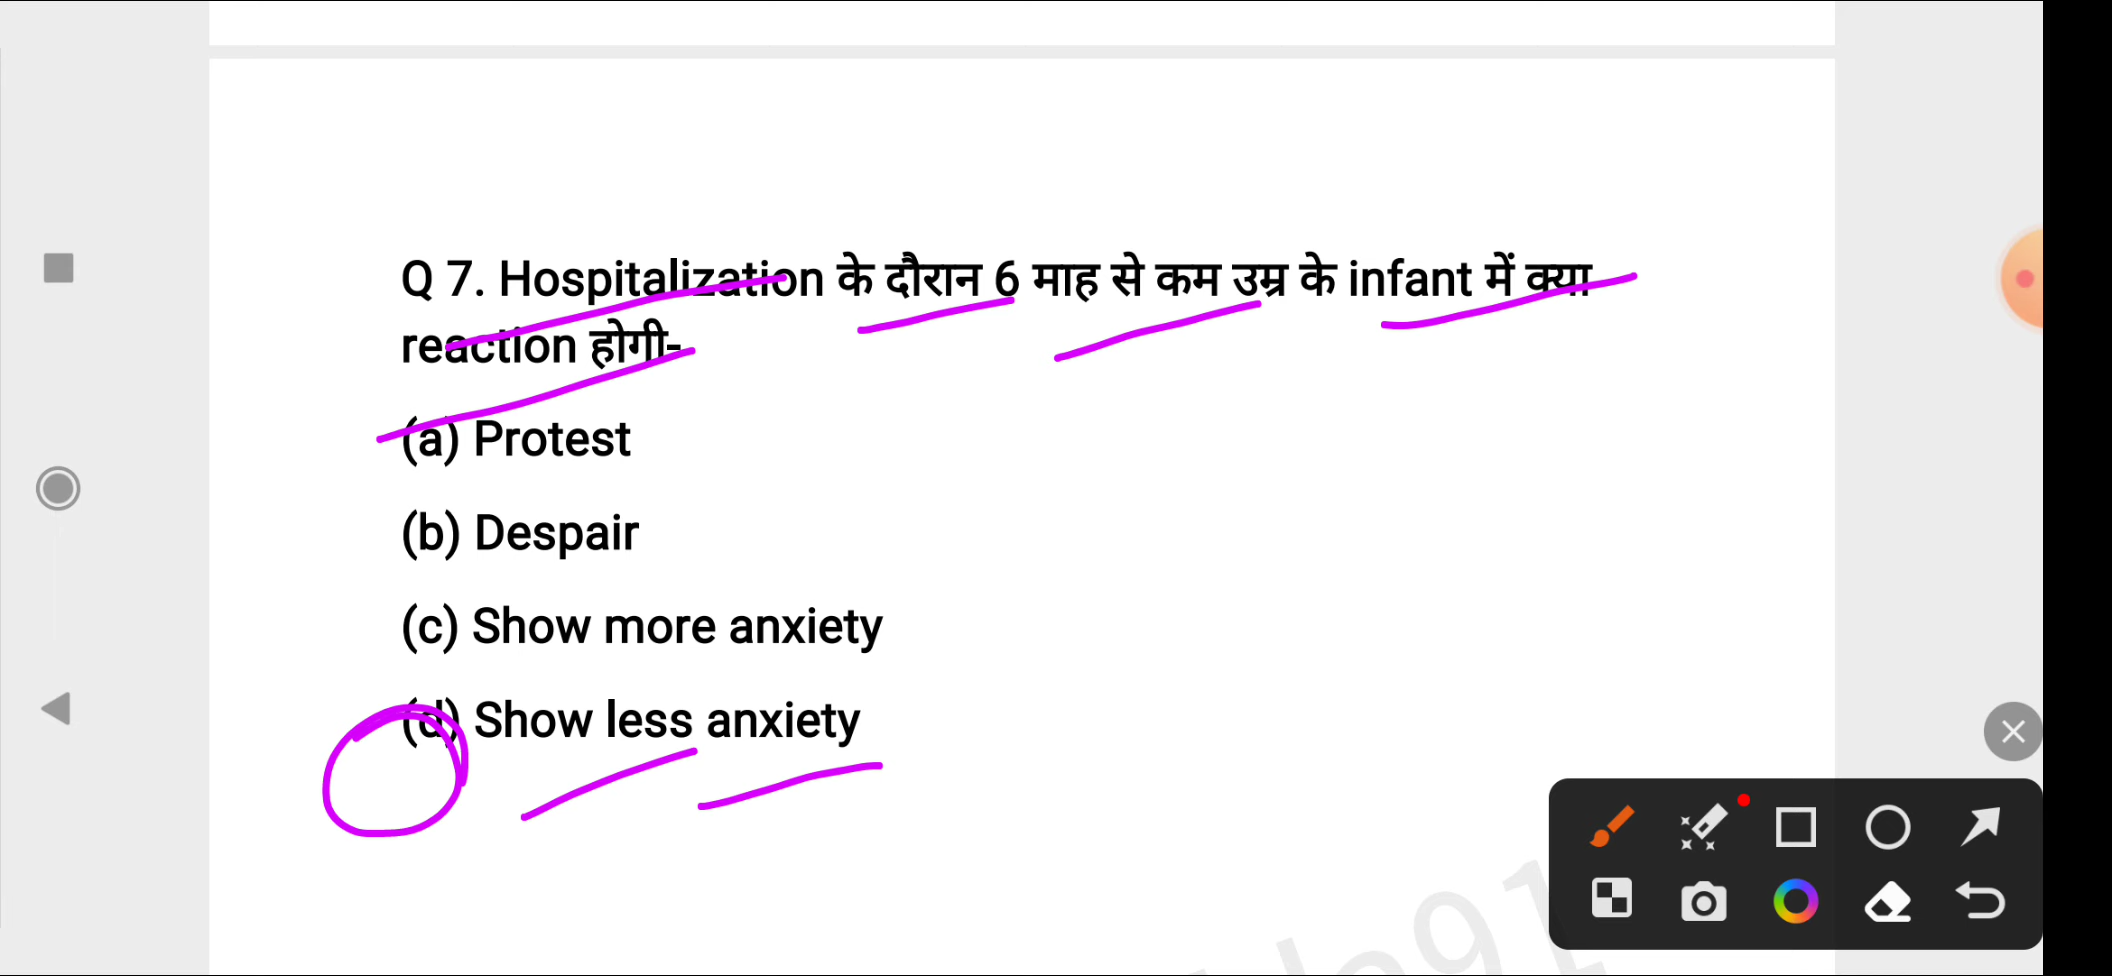 Q 7. Hospitalization के दौरान 6 माह से कम उम्र के infant में क्या
reaction होगी-
(a) Protest
(b) Despair
(c) Show more anxiety
(d) Show less anxiety